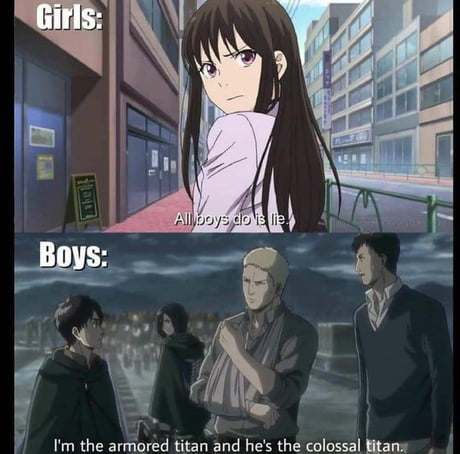 Girls:
All boys do is lie.
Boys:
I'm the armored titan and he's the colossal titan.